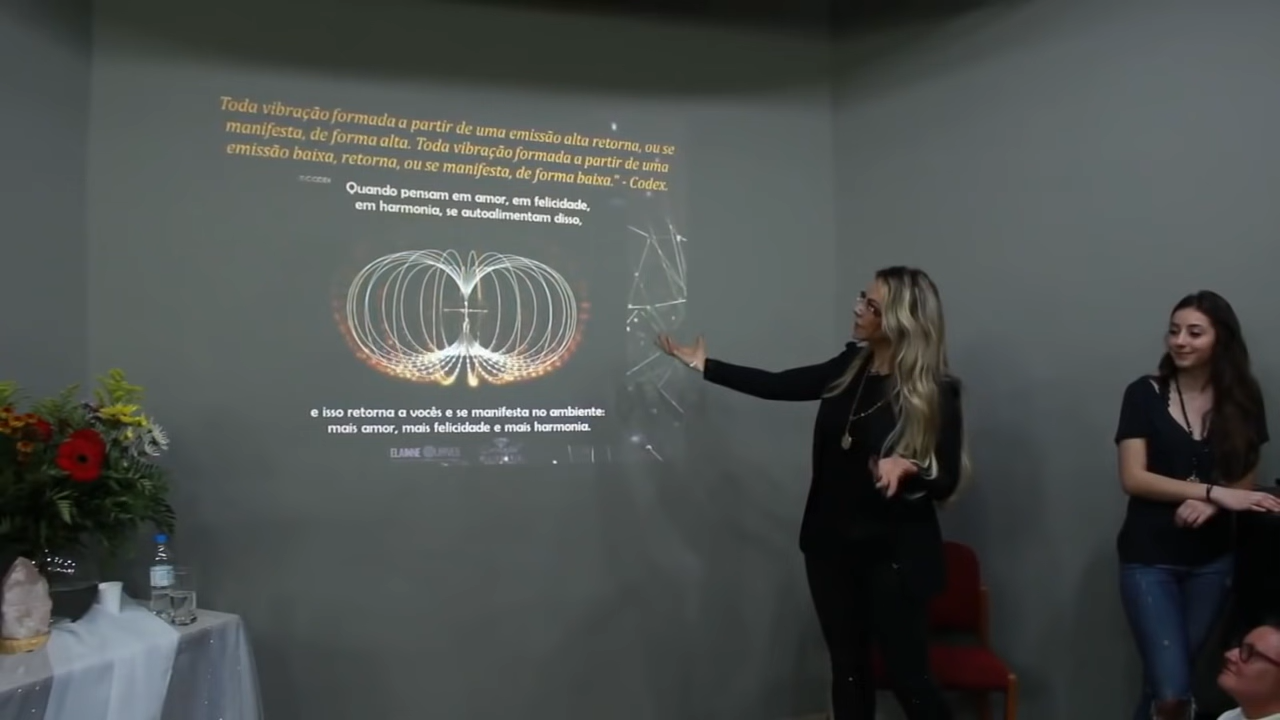 Toda vibração formada a partir de uma emissão alta retorna, ou se
manifesta, de forma alta. Toda vibração formada a partir de uma
emissão baixa, retorna, ou se manifesta, de forma baixa." - Codex.
Quando pensam em amor, em felicidade,
em harmonia, se autoalimentam disso,
e isso retorna a vocês e se manifesta no ambiente:
mais amor, mais felicidade e mais harmonia.